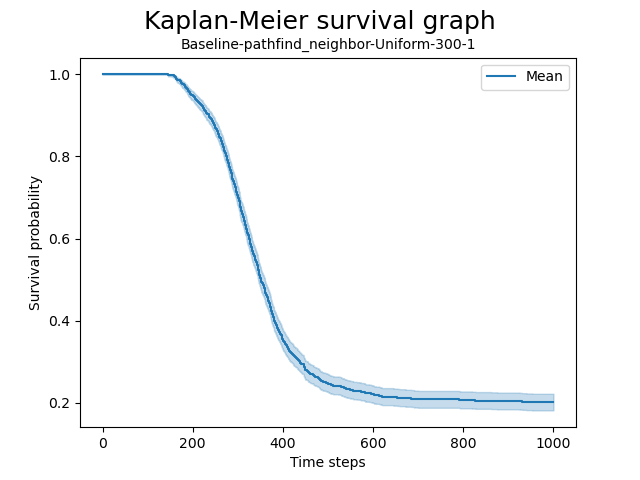 Kaplan-Meier survival graph
Baseline-pathfind_neighbor-Uniform-300-1
Mean
Survival probability
1.0
0.8
0.6
0.4
0.2
0 200 400 600 800 1000
Time steps